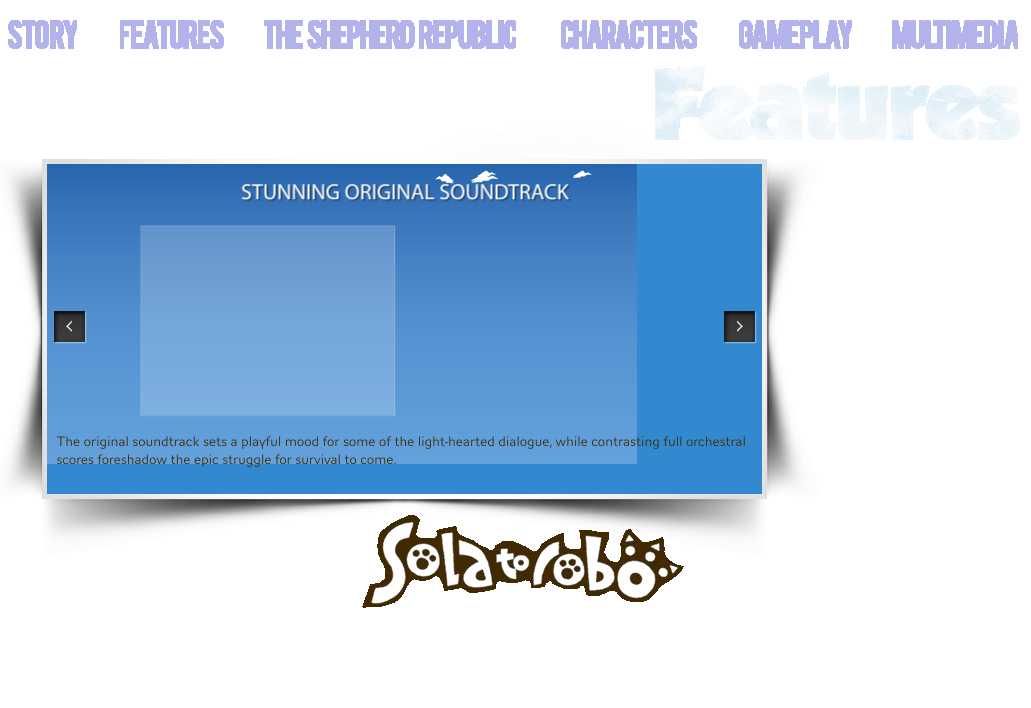 STORY FEATURES THE SHEPHERD REPUBLIC CHARACTERS GAMEPLAY MULTIMEDIA
Features
STUNNING ORIGINAL SOUNDTRACK
The original soundtrack sets a playful mood for some of the light-hearted dialogue, while contrasting full orchestral
scores foreshadow the epic struggle for survival to come.
Solatorobo